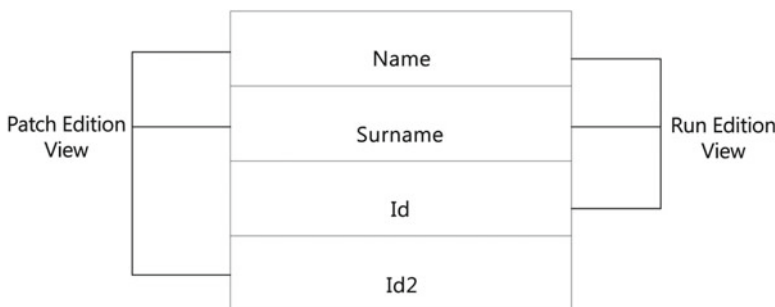 Name
Patch Edition
View
Surname
Run Edition
View
Id
Id2